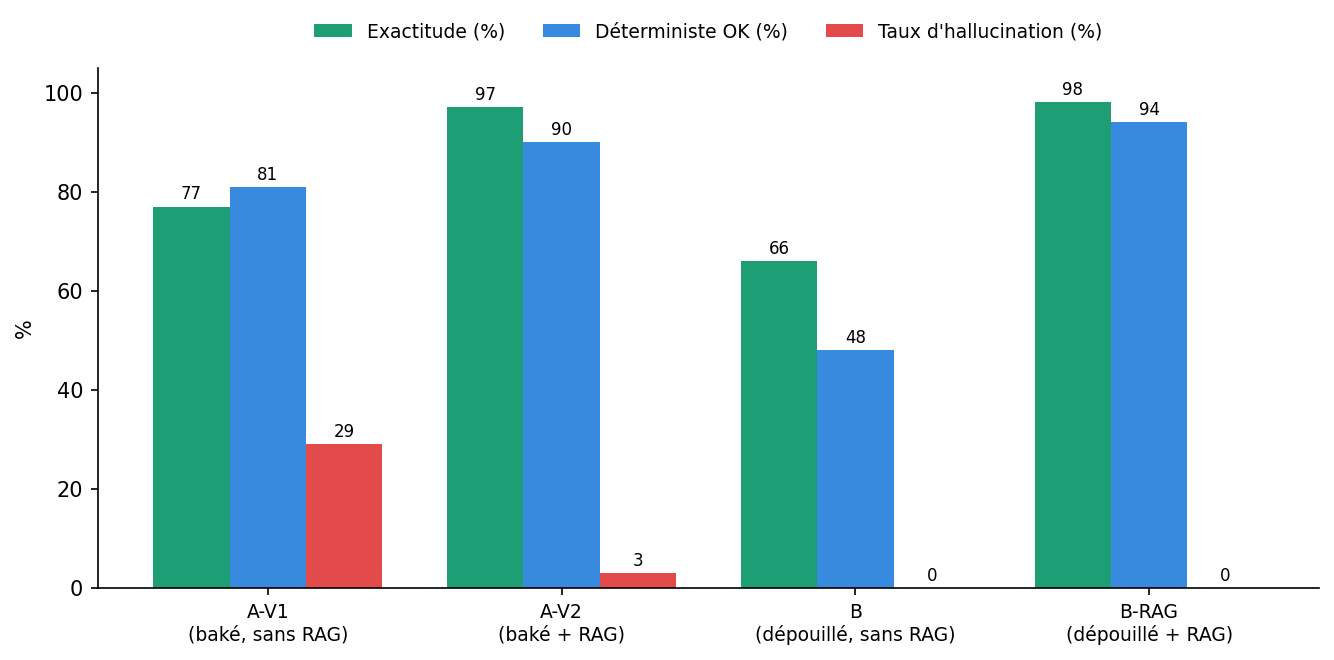 Exactitude (%) Déterministe OK (%) Taux d'hallucination (%)
100
80
60
40
20
0
%
77 81 29
97 90 3
66 48 0
98 94 0
A-V1
(baké, sans RAG)
A-V2
(baké + RAG)
B
(dépouillé, sans RAG)
B-RAG
(dépouillé + RAG)